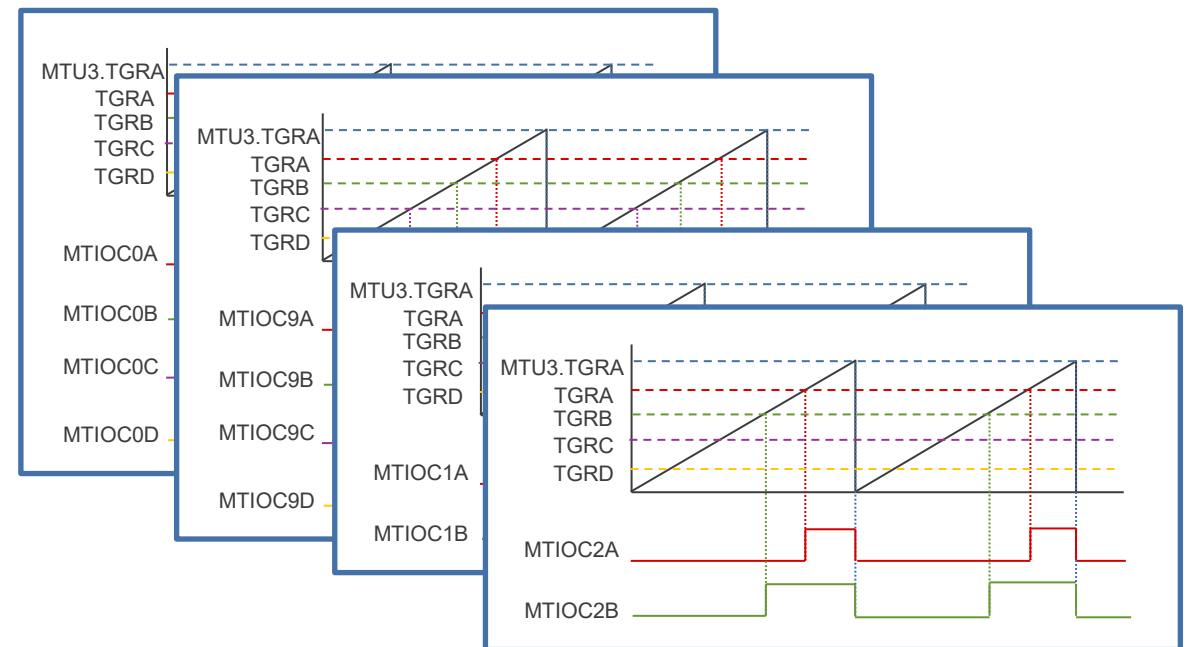 MTU3.TGRA
TGRA
TGRB
TGRC
TGRD
MTIOC0A
MTIOC0B
MTIOC0C
MTIOC0D
MTU3.TGRA
TGRA
TGRB
TGRC
TGRD
MTIOC9A
MTIOC9B
MTIOC9C
MTIOC9D
MTU3.TGRA
TGRA
TGRB
TGRC
TGRD
MTIOC1A
MTIOC1B
MTU3.TGRA
TGRA
TGRB
TGRC
TGRD
MTIOC2A
MTIOC2B